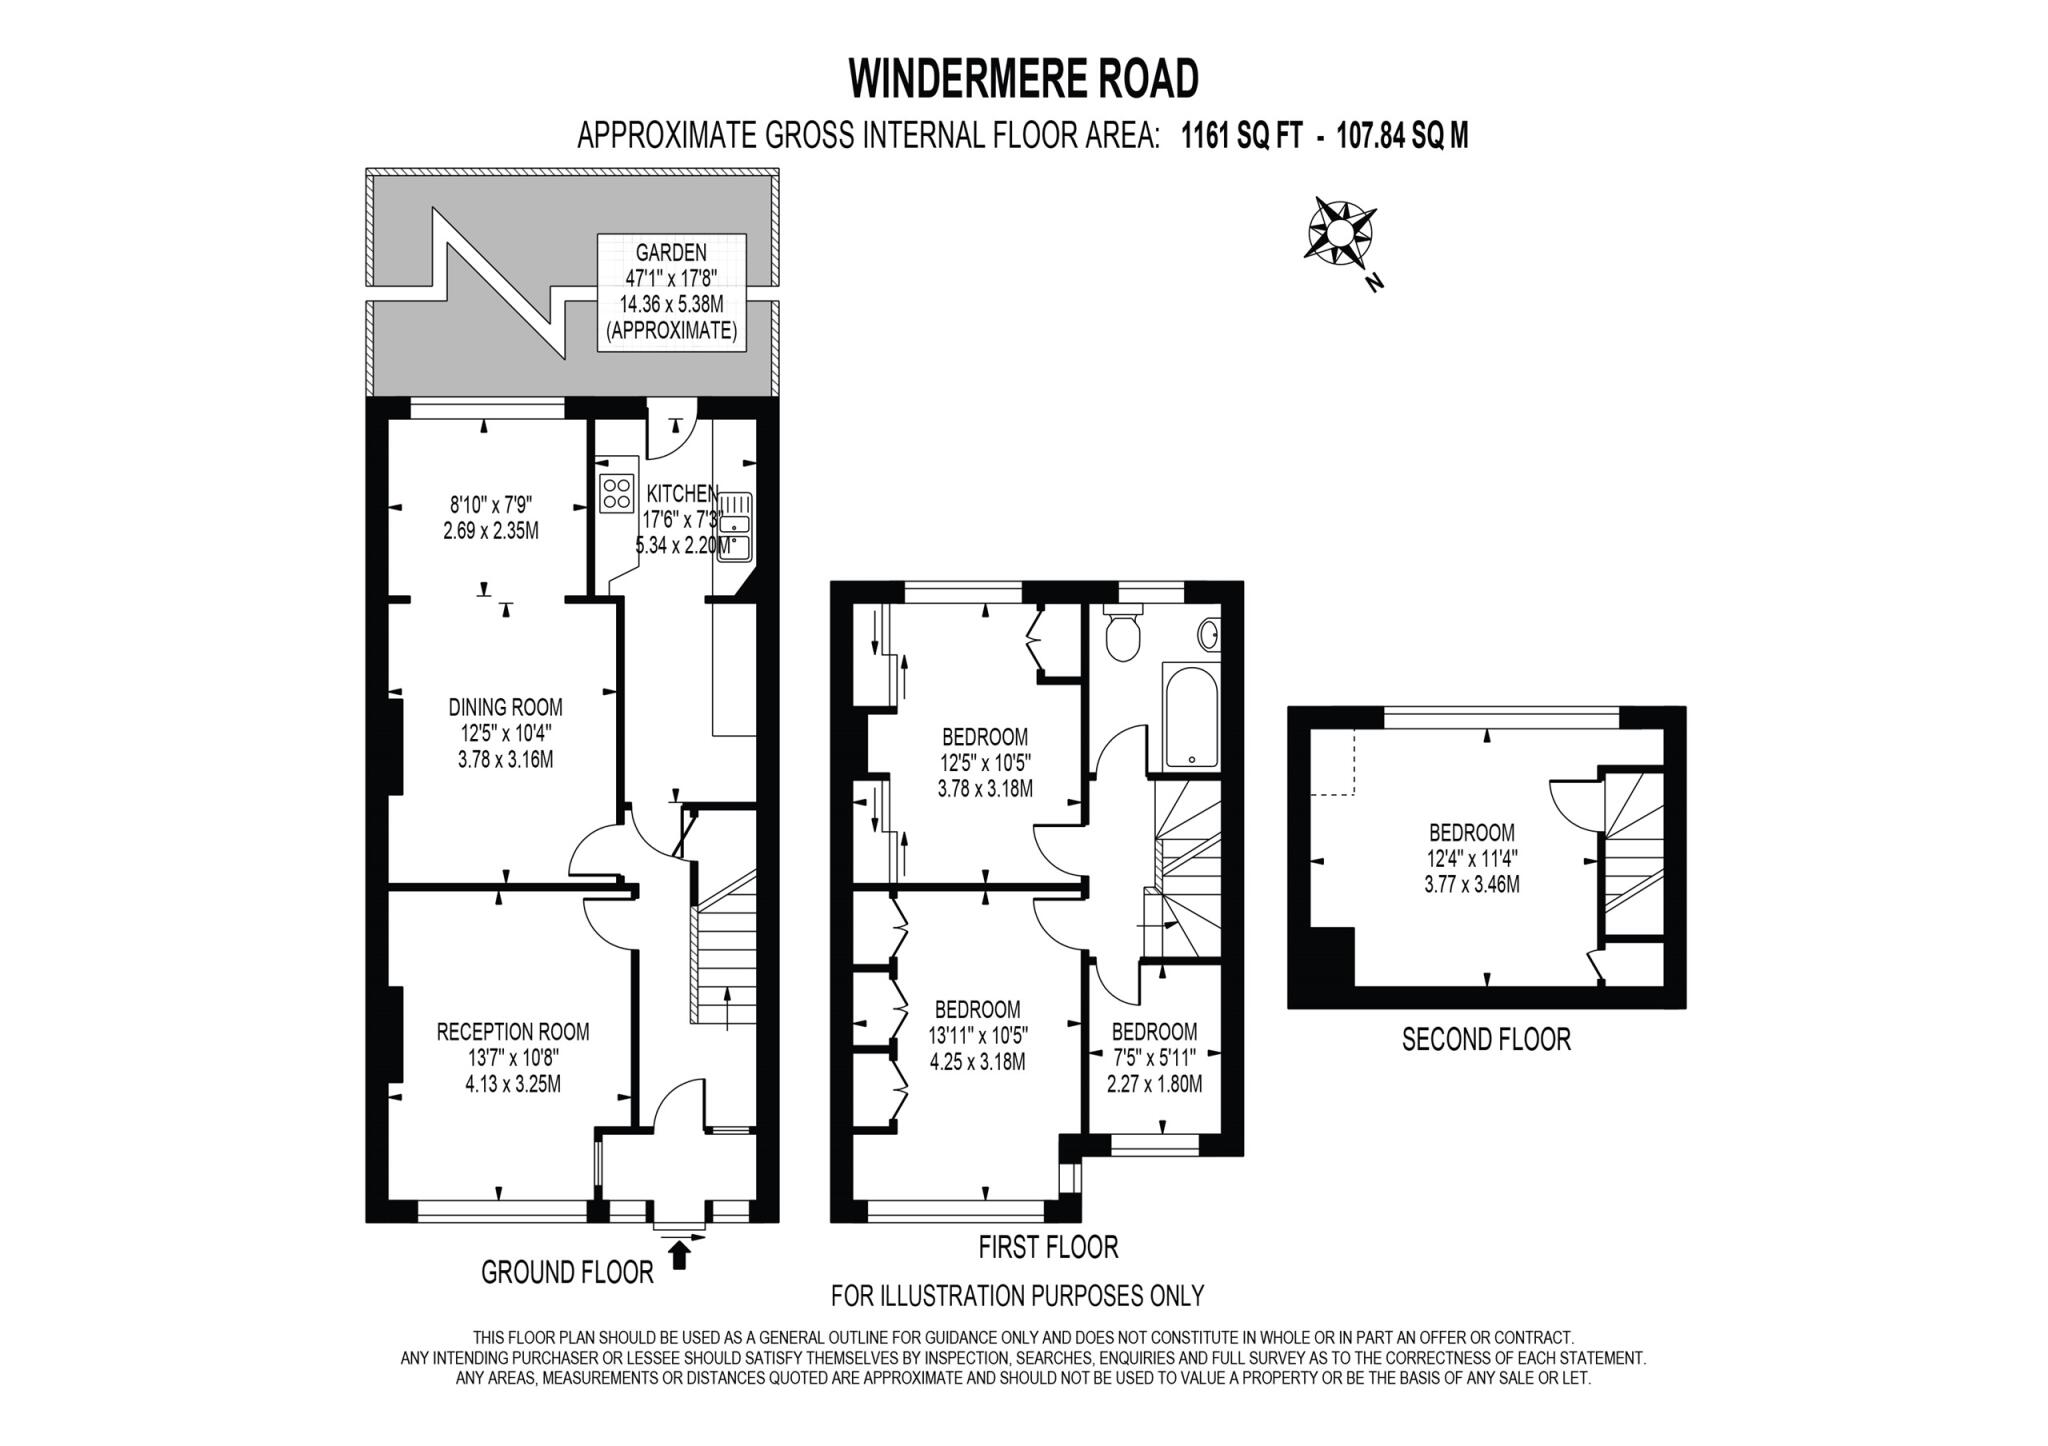 WINDERMERE ROAD
APPROXIMATE GROSS INTERNAL FLOOR AREA: 1161 SQ FT - 107.84 SQ M
GARDEN
47'1" x 17'8"
14.36 x 5.38M
(APPROXIMATE)
N
8'10" x 7'9"
2.69 x 2.35M
KITCHEN
17'6" x 7'3"
5.34 x 2.20M
DINING ROOM
12'5" x 10'4"
3.78 x 3.16M
RECEPTION ROOM
13'7" x 10'8"
4.13 x 3.25M
GROUND FLOOR
BEDROOM
12'5" x 10'5"
3.78 x 3.18M
BEDROOM
13'11" x 10'5"
4.25 x 3.18M
BEDROOM
7'5" x 5'11"
2.27 x 1.80M
FIRST FLOOR
BEDROOM
12'4" x 11'4"
3.77 x 3.46M
SECOND FLOOR
FOR ILLUSTRATION PURPOSES ONLY
THIS FLOOR PLAN SHOULD BE USED AS A GENERAL OUTLINE FOR GUIDANCE ONLY AND DOES NOT CONSTITUTE IN WHOLE OR IN PART AN OFFER OR CONTRACT.
ANY INTENDING PURCHASER OR LESSEE SHOULD SATISFY THEMSELVES BY INSPECTION, SEARCHES, ENQUIRIES AND FULL SURVEY AS TO THE CORRECTNESS OF EACH STATEMENT.
ANY AREAS, MEASUREMENTS OR DISTANCES QUOTED ARE APPROXIMATE AND SHOULD NOT BE USED TO VALUE A PROPERTY OR BE THE BASIS OF ANY SALE OR LET.